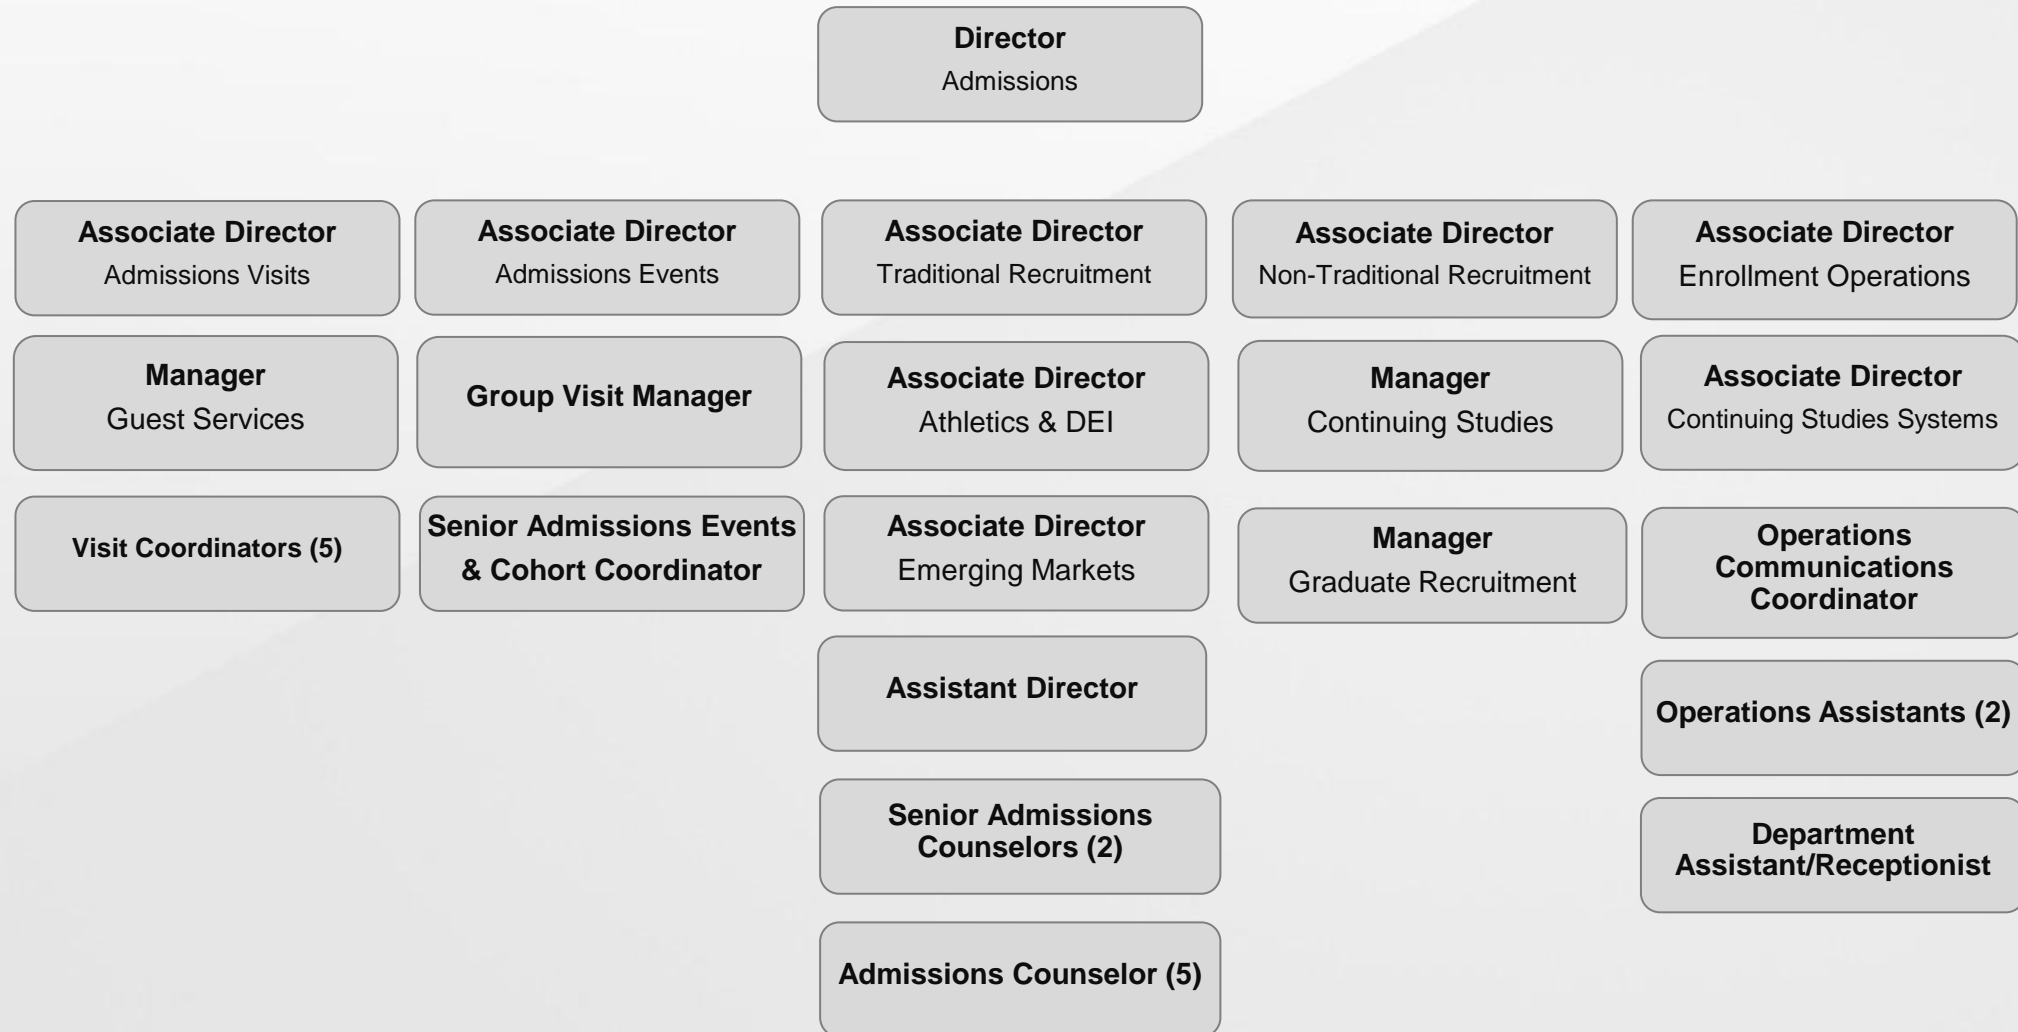 Director
Admissions
Associate Director
Admissions Visits
Associate Director
Admissions Events
Associate Director
Traditional Recruitment
Associate Director
Non-Traditional Recruitment
Associate Director
Enrollment Operations
Manager
Guest Services
Group Visit Manager
Associate Director
Athletics & DEI
Manager
Continuing Studies
Associate Director
Continuing Studies Systems
Visit Coordinators (5)
Senior Admissions Events
& Cohort Coordinator
Associate Director
Emerging Markets
Manager
Graduate Recruitment
Operations
Communications
Coordinator
Assistant Director
Operations Assistants (2)
Senior Admissions
Counselors (2)
Department
Assistant/Receptionist
Admissions Counselor (5)